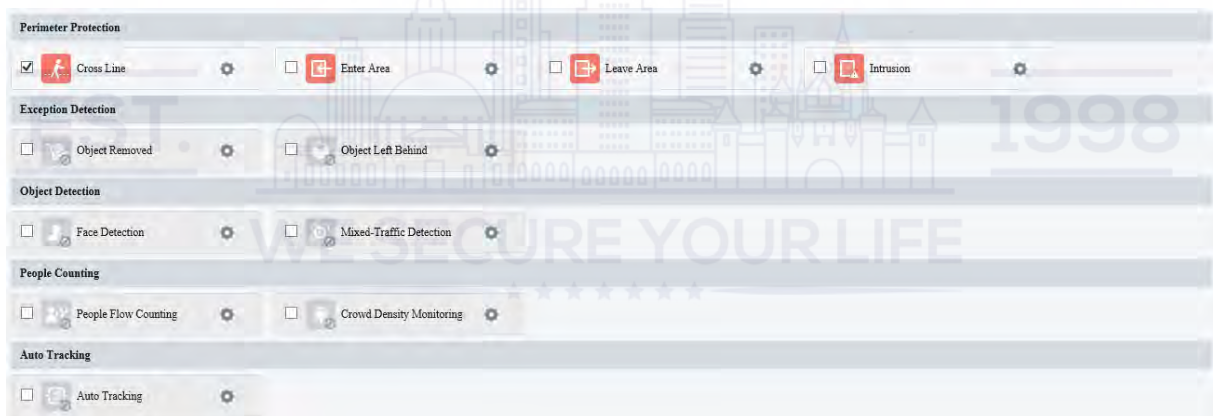 Perimeter Protection
Cross Line Enter Area Leave Area Intrusion
Exception Detection
EST. 1998
Object Removed Object Left Behind
Object Detection
Face Detection Mixed-Traffic Detection
WE SECURE YOUR LIFE
People Counting
People Flow Counting Crowd Density Monitoring
Auto Tracking
Auto Tracking